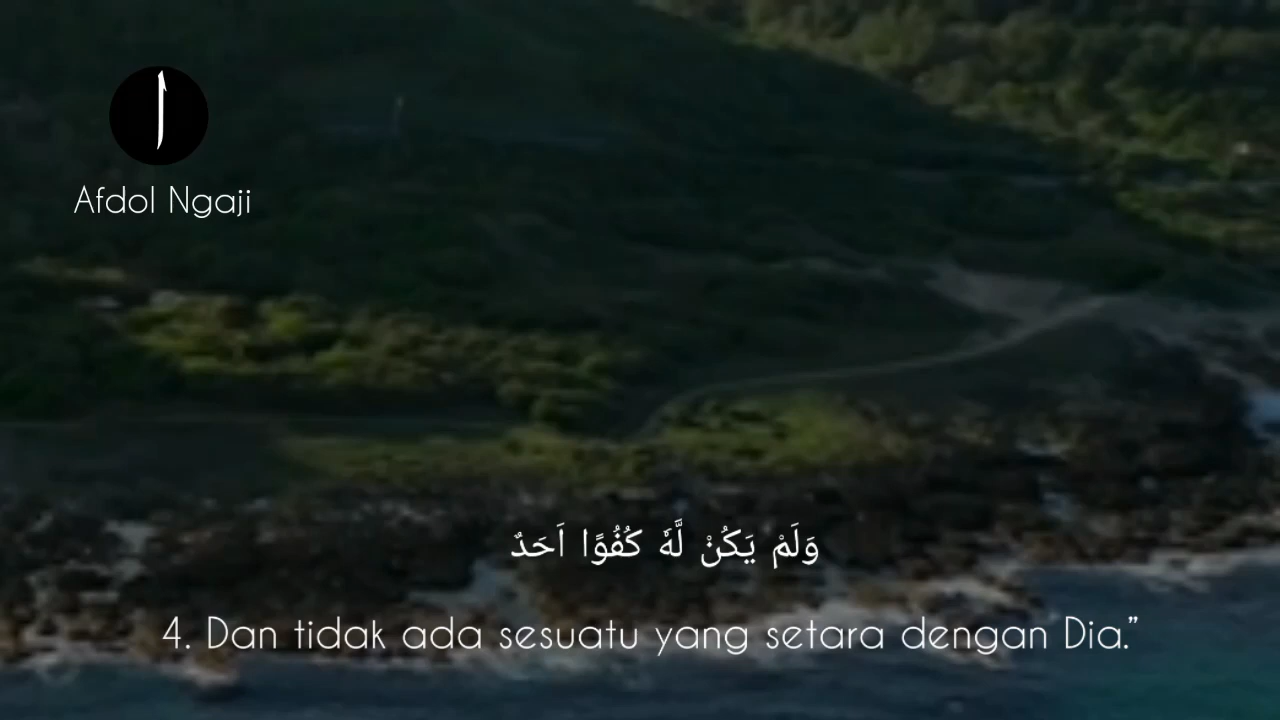 ا
Afdol Ngaji
وَلَمْ يَكُنْ لَّهٗ كُفُوًا اَحَدٌ
4. Dan tidak ada sesuatu yang setara dengan Dia.”